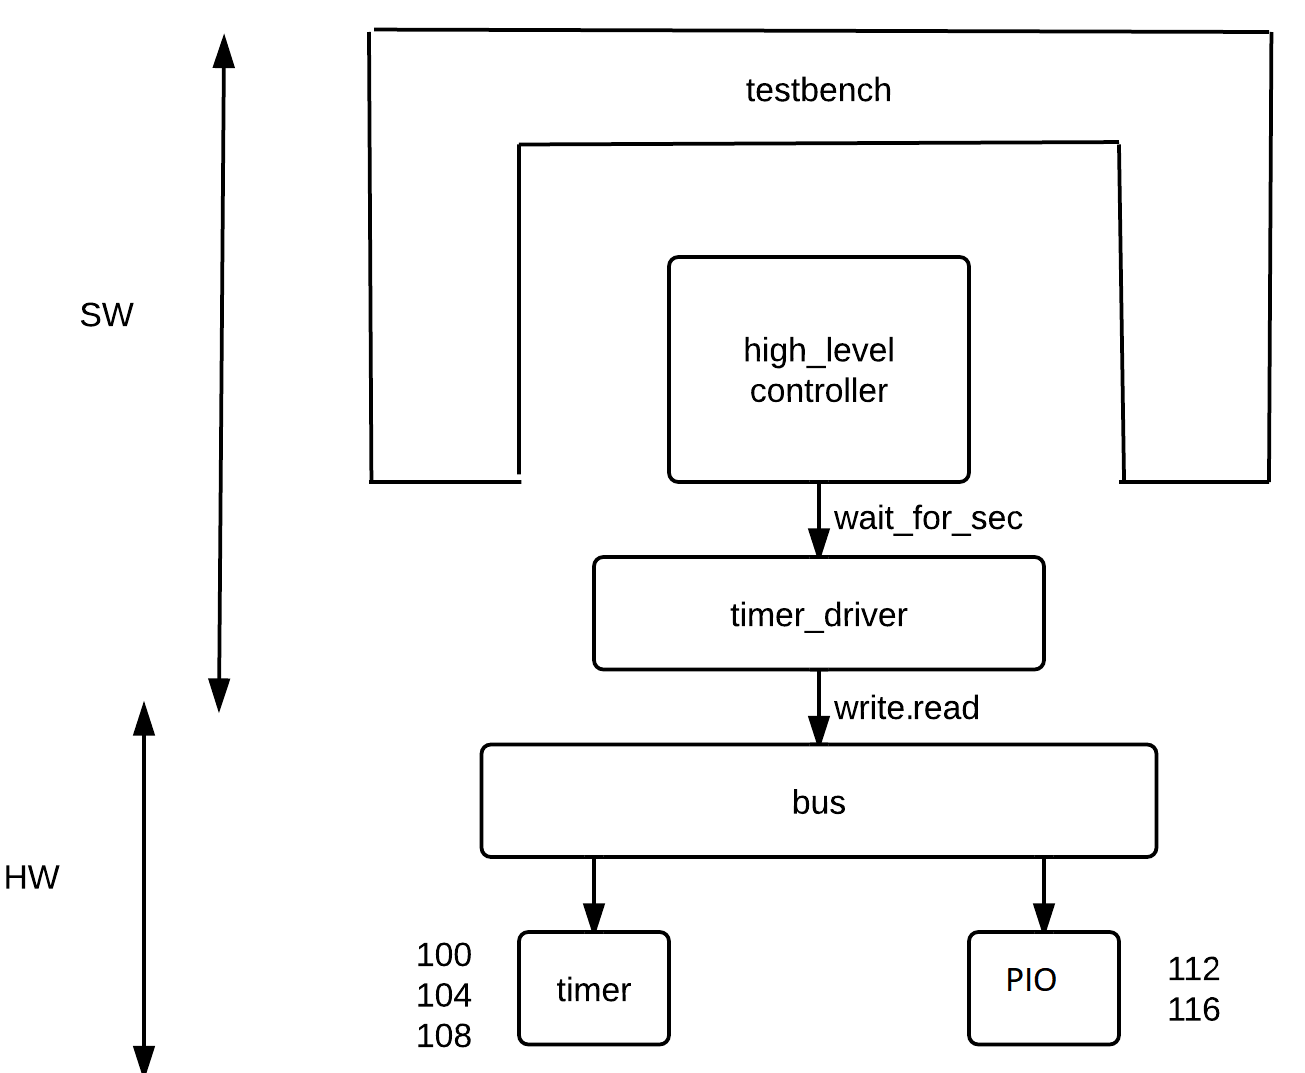 testbench
SW
high_level
controller
wait_for_sec
timer_driver
write.read
bus
HW
100
104
108
timer
PIO
112
116